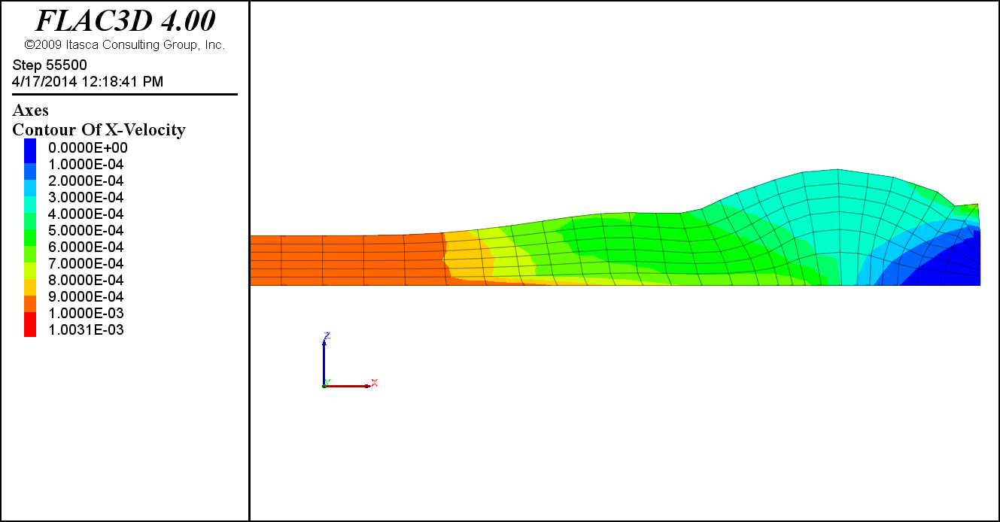 FLAC3D 4.00
©2009 Itasca Consulting Group, Inc.
Step 55500
4/17/2014 12:18:41 PM
Axes
Contour Of X-Velocity
0.0000E+00
1.0000E-04
2.0000E-04
3.0000E-04
4.0000E-04
5.0000E-04
6.0000E-04
7.0000E-04
8.0000E-04
9.0000E-04
1.0000E-03
1.0031E-03
Z
Y
X